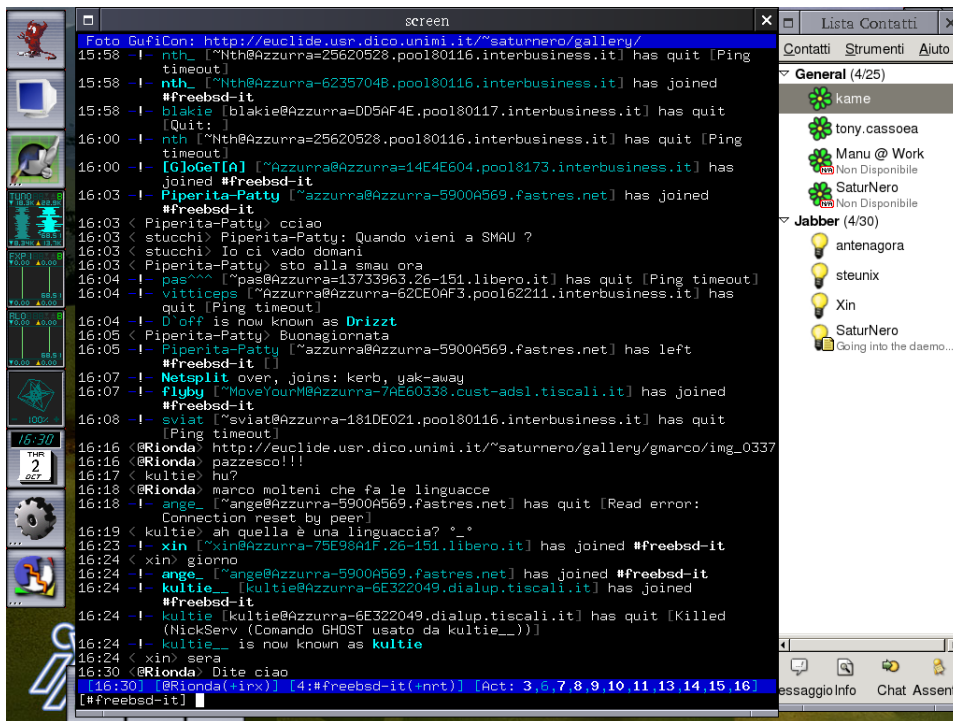 screen
Foto GufiCon: http://euclide.usr.dico.unimi.it/~saturnero/gallery/
15:58 -!- nth_ [~Nth@Azzurra=25620528.pool80116.interbusiness.it] has quit [Ping
timeout]
15:58 -!- nth_ [~Nth@Azzurra-6235704B.pool80116.interbusiness.it] has joined
#freebsd-it
15:58 -!- blakie [blakie@Azzurra=DD5AF4E.pool80117.interbusiness.it] has quit
[Quit: ]
16:00 -!- nth [~Nth@Azzurra=25620528.pool80116.interbusiness.it] has quit [Ping
timeout]
16:00 -!- [G]oGeT[A] [~Azzurra@Azzurra=14E4E604.pool8173.interbusiness.it] has
joined #freebsd-it
16:03 -!- Piperita-Patty [~azzurra@Azzurra-5900A569.fastres.net] has joined
#freebsd-it
16:03 < Piperita-Patty> cciao
16:03 < stucchi> Piperita-Patty: Quando vieni a SMAU ?
16:03 < stucchi> Io ci vado domani
16:03 < Piperita-Patty> sto alla smau ora
16:04 -!- pas^^^ [~pas@Azzurra=13733963.26-151.libero.it] has quit [Ping timeout]
16:04 -!- vitticeps [~Azzurra@Azzurra-62CE0AF3.pool62211.interbusiness.it] has
quit [Ping timeout]
16:04 -!- D`off is now known as Drizzt
16:05 < Piperita-Patty> Buonagiornata
16:05 -!- Piperita-Patty [~azzurra@Azzurra-5900A569.fastres.net] has left
#freebsd-it []
16:07 -!- Netsplit over, joins: kerb, yak-away
16:07 -!- flyby [~MoveYourM@Azzurra-7AE60338.cust-adsl.tiscali.it] has joined
#freebsd-it
16:08 -!- sviat [~sviat@Azzurra-181DE021.pool80116.interbusiness.it] has quit
[Ping timeout]
16:16 <@Rionda> http://euclide.usr.dico.unimi.it/~saturnero/gallery/gmarco/img_0337
16:16 <@Rionda> pazzesco!!!
16:17 < kultie> hu?
16:18 <@Rionda> marco molteni che fa le linguacce
16:18 -!- ange_ [~ange@Azzurra-5900A569.fastres.net] has quit [Read error:
Connection reset by peer]
16:19 < kultie> ah quella è una linguaccia? °_°
16:23 -!- xin [~xin@Azzurra-75E98A1F.26-151.libero.it] has joined #freebsd-it
16:24 < xin> giorno
16:24 -!- ange_ [~ange@Azzurra-5900A569.fastres.net] has joined #freebsd-it
16:24 -!- kultie__ [kultie@Azzurra-6E322049.dialup.tiscali.it] has joined
#freebsd-it
16:24 -!- kultie [kultie@Azzurra-6E322049.dialup.tiscali.it] has quit [Killed
(NickServ (Comando GHOST usato da kultie__))]
16:24 -!- kultie__ is now known as kultie
16:24 < xin> sera
16:30 <@Rionda> Dite ciao
[16:30] [@Rionda(+irx)] [4:#freebsd-it(+nrt)] [Act: 3,6,7,8,9,10,11,13,14,15,16]
[#freebsd-it]
Lista Contatti
Contatti Strumenti Aiuto
General (4/25)
kame
tony.cassoea
Manu @ Work
Non Disponibile
SaturNero
Non Disponibile
Jabber (4/30)
antenagora
steunix
Xin
SaturNero
Going into the daemo...
essaggio Info Chat Assent
TUN0
FXP1
100%
16:30
THR
2
OCT